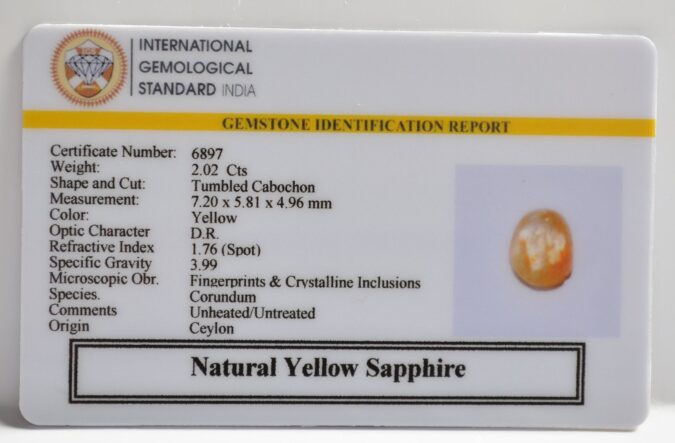 INTERNATIONAL
GEMOLOGICAL
STANDARD INDIA
GEMSTONE IDENTIFICATION REPORT
Certificate Number: 6897
Weight: 2.02 Cts
Shape and Cut: Tumbled Cabochon
Measurement: 7.20 x 5.81 x 4.96 mm
Color: Yellow
Optic Character D.R.
Refractive Index 1.76 (Spot)
Specific Gravity 3.99
Microscopic Obr. Fingerprints & Crystalline Inclusions
Species. Corundum
Comments Unheated/Untreated
Origin Ceylon
Natural Yellow Sapphire